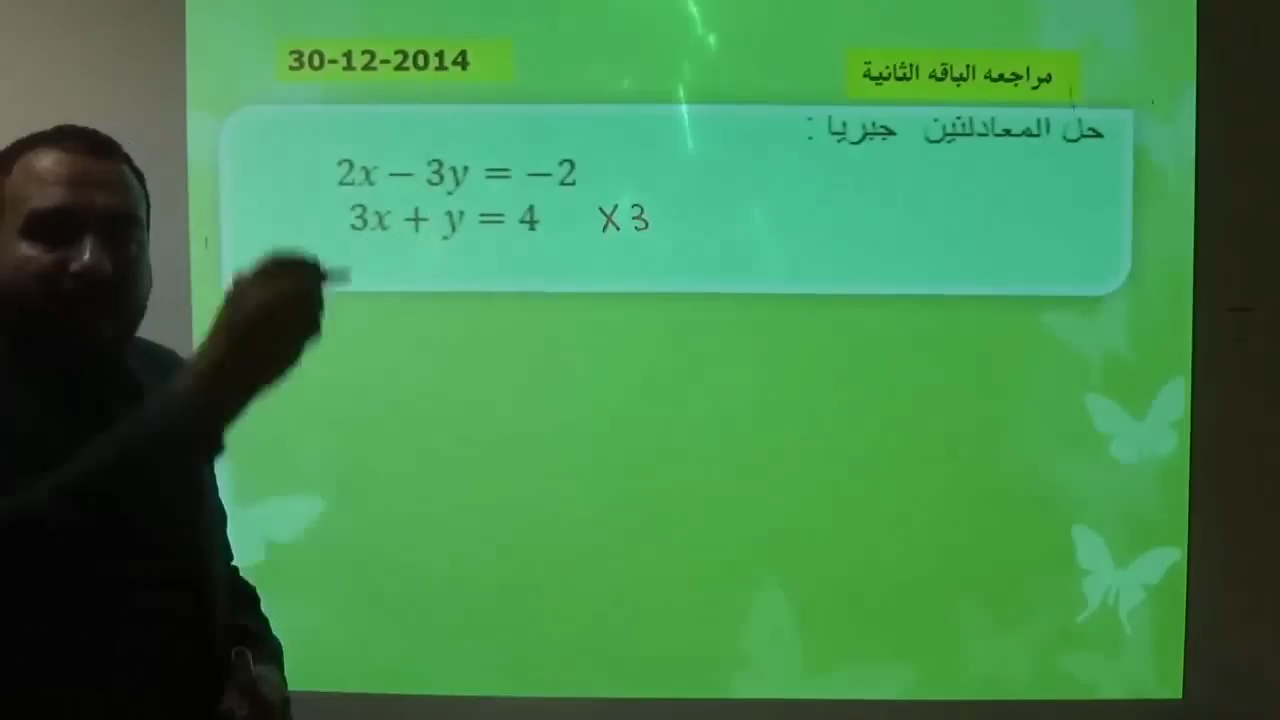 30-12-2014
مراجعه الباقه الثانية
حل المعادلتين جبريا :
2x − 3y = −2
3x + y = 4 X 3